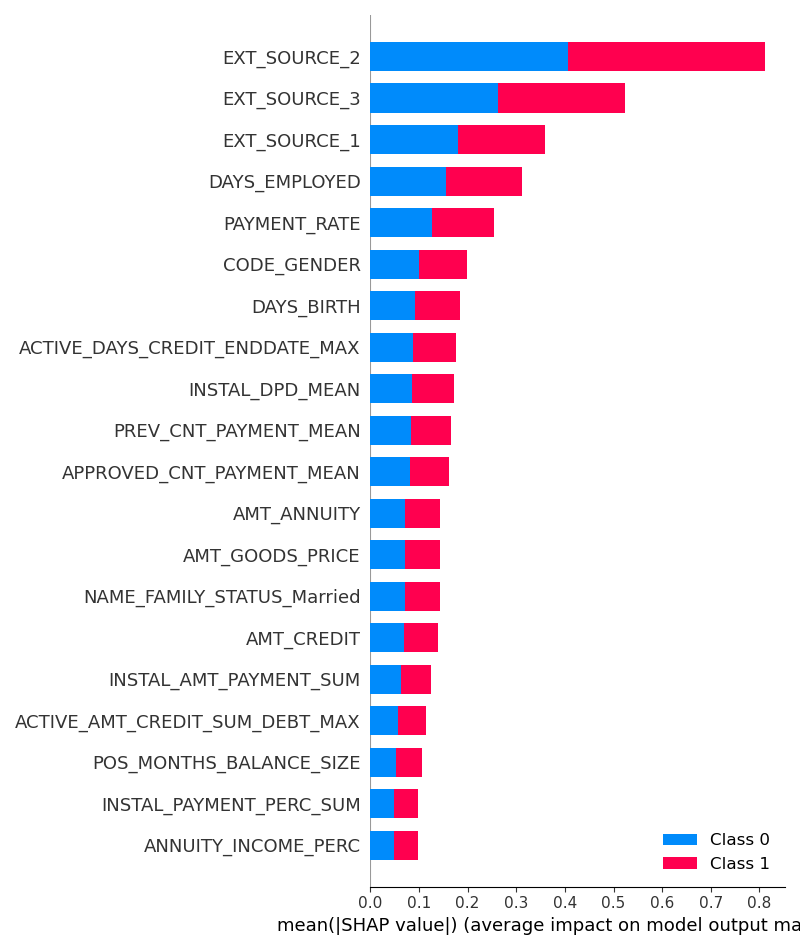 EXT_SOURCE_2
EXT_SOURCE_3
EXT_SOURCE_1
DAYS_EMPLOYED
PAYMENT_RATE
CODE_GENDER
DAYS_BIRTH
ACTIVE_DAYS_CREDIT_ENDDATE_MAX
INSTAL_DPD_MEAN
PREV_CNT_PAYMENT_MEAN
APPROVED_CNT_PAYMENT_MEAN
AMT_ANNUITY
AMT_GOODS_PRICE
NAME_FAMILY_STATUS_Married
AMT_CREDIT
INSTAL_AMT_PAYMENT_SUM
ACTIVE_AMT_CREDIT_SUM_DEBT_MAX
POS_MONTHS_BALANCE_SIZE
INSTAL_PAYMENT_PERC_SUM
ANNUITY_INCOME_PERC
Class 0
Class 1
0.0 0.1 0.2 0.3 0.4 0.5 0.6 0.7 0.8
mean(|SHAP value|) (average impact on model output ma